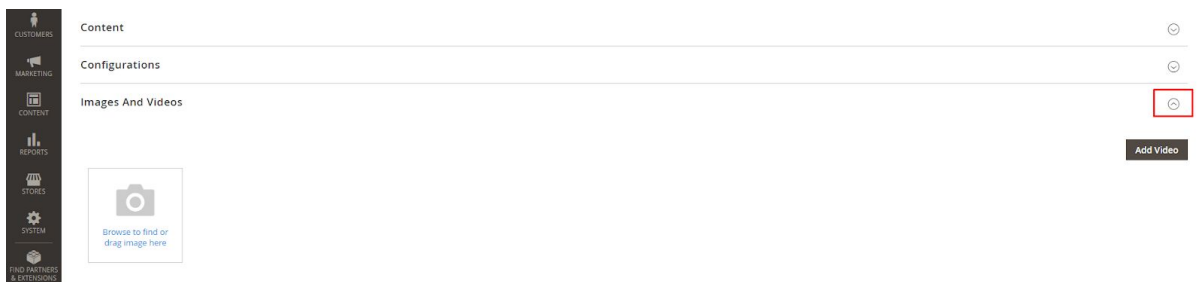 CUSTOMERS
MARKETING
CONTENT
REPORTS
STORES
SYSTEM
FIND PARTNERS
& EXTENSIONS
Content
Configurations
Images And Videos
Add Video
Browse to find or
drag image here